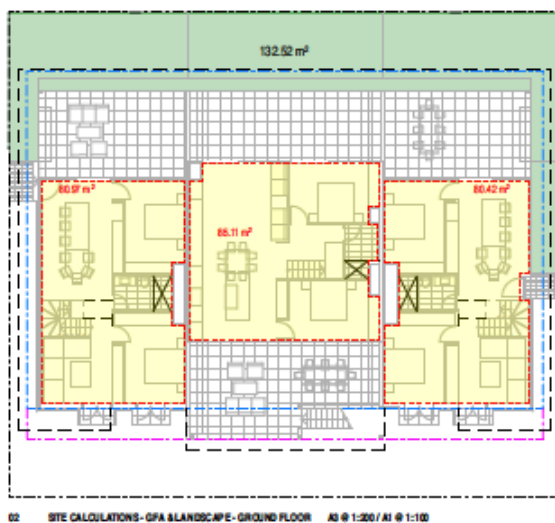 132.52 m²
80.97 m²
80.42 m²
85.11 m²
02 SITE CALCULATIONS - GFA & LANDSCAPE - GROUND FLOOR A3 @ 1:200 / A1 @ 1:100